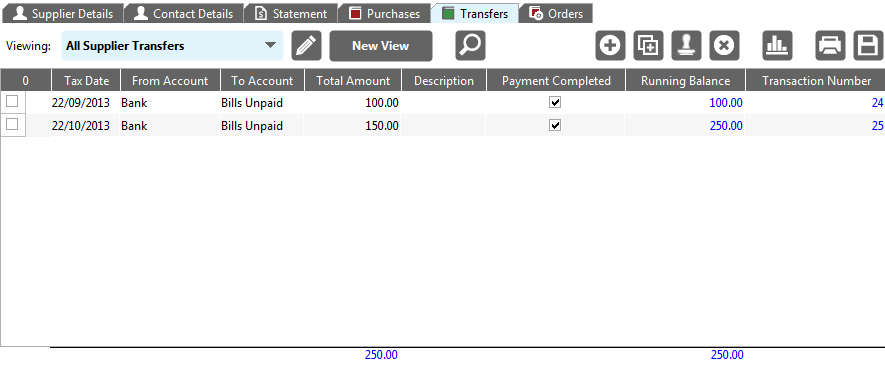 Supplier Details Contact Details Statement Purchases Transfers Orders
Viewing: All Supplier Transfers New View
0 Tax Date From Account To Account Total Amount Description Payment Completed Running Balance Transaction Number
22/09/2013 Bank Bills Unpaid 100.00 100.00 24
22/10/2013 Bank Bills Unpaid 150.00 250.00 25
250.00 250.00